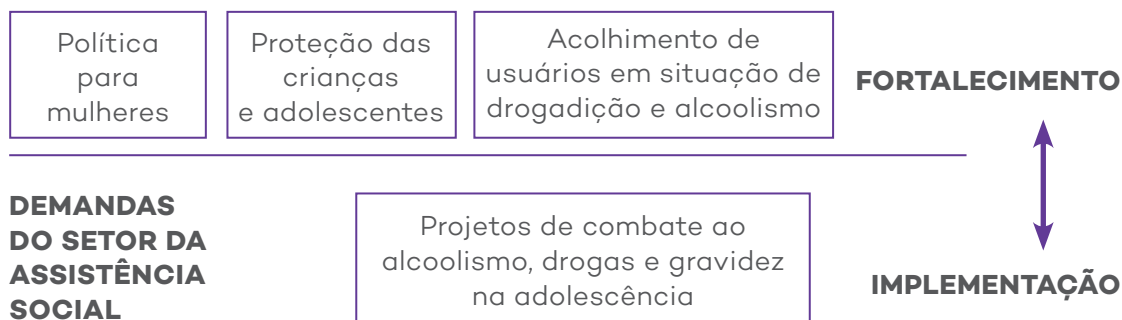 Política
para
mulheres
Proteção das
crianças
e adolescentes
Acolhimento de
usuários em situação de
drogadição e alcoolismo
FORTALECIMENTO
DEMANDAS
DO SETOR DA
ASSISTÊNCIA
SOCIAL
Projetos de combate ao
alcoolismo, drogas e gravidez
na adolescência
IMPLEMENTAÇÃO